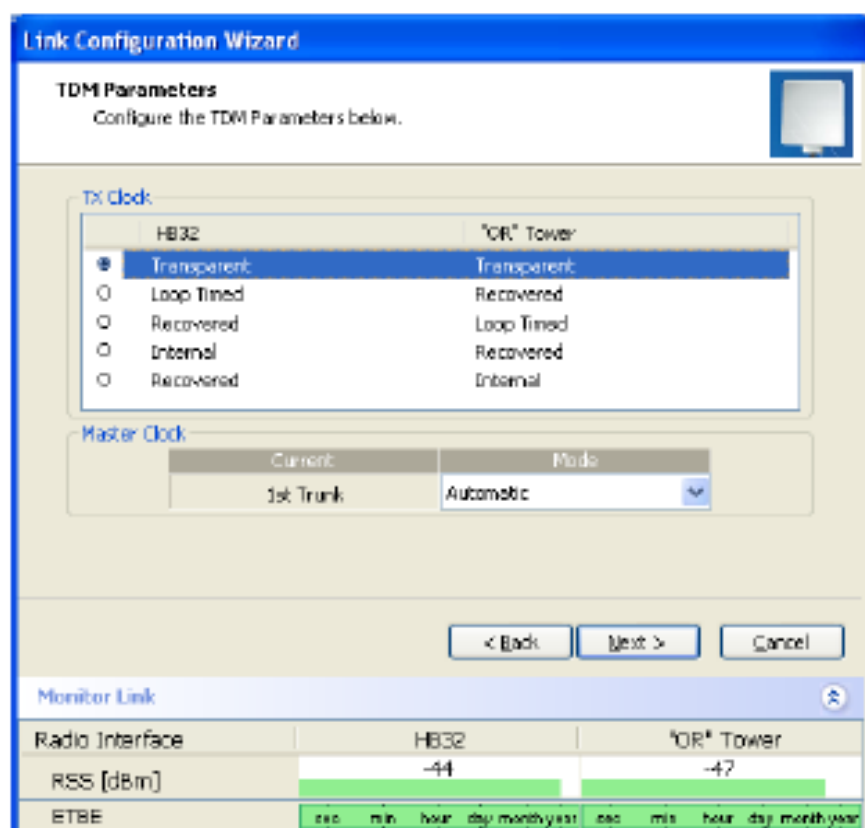 Link Configuration Wizard
TDM Parameters
Configure the TDM Parameters below.
TX Clock
HB32 "OR" Tower
Transparent Transparent
Loop Timed Recovered
Recovered Loop Timed
Internal Recovered
Recovered Internal
Master Clock
Current Mode
1st Trunk Automatic
< Back Next > Cancel
Monitor Link
Radio Interface HB32 "OR" Tower
RSS [dBm] -44 -47
ETBE sec min hour day month year sec min hour day month year